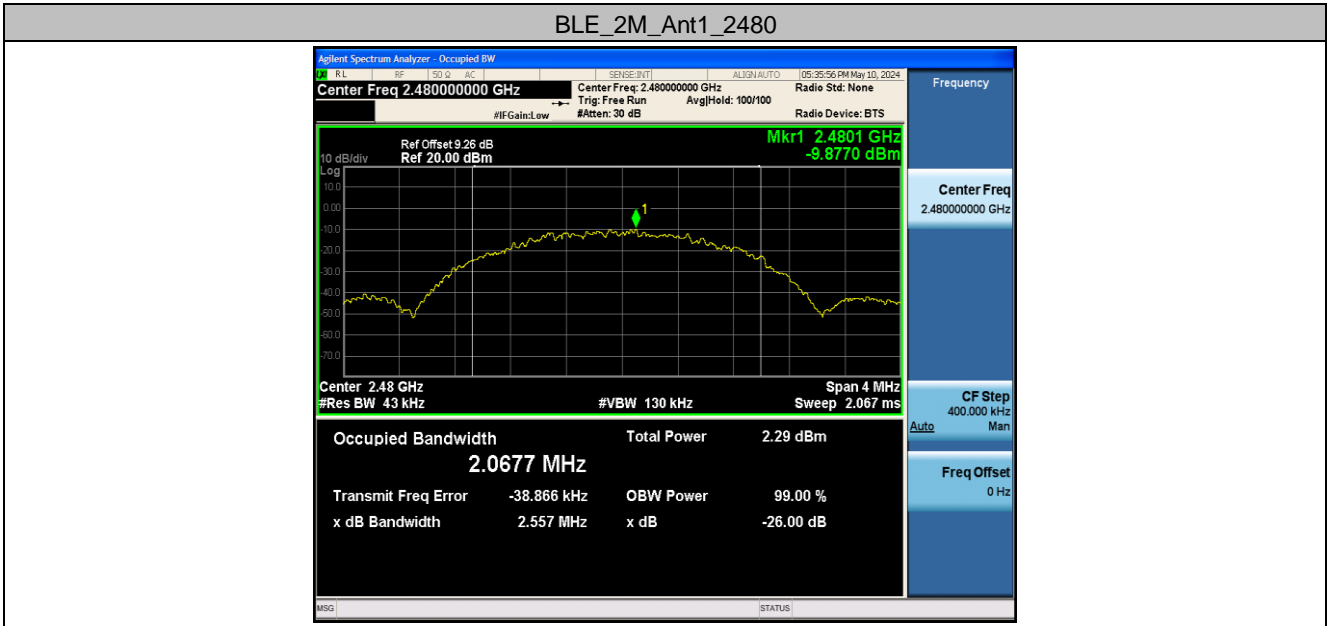 BLE_2M_Ant1_2480
Agilent Spectrum Analyzer - Occupied BW
RL RF 50 Ω AC SENSE:INT ALIGN AUTO 05:35:56 PM May 10, 2024
Center Freq 2.480000000 GHz
Center Freq: 2.480000000 GHz
Radio Std: None
Trig: Free Run Avg|Hold: 100/100
#IFGain:Low
#Atten: 30 dB
Radio Device: BTS
Frequency
Ref Offset 9.26 dB
Mkr1 2.4801 GHz
10 dB/div Ref 20.00 dBm
-9.8770 dBm
Log
10.0
0.00
-10.0
-20.0
-30.0
-40.0
-50.0
-60.0
-70.0
1
Center Freq
2.480000000 GHz
Center 2.48 GHz
Span 4 MHz
#Res BW 43 kHz
#VBW 130 kHz
Sweep 2.067 ms
CF Step
400.000 kHz
Auto Man
Occupied Bandwidth
Total Power 2.29 dBm
2.0677 MHz
Freq Offset
0 Hz
Transmit Freq Error -38.866 kHz
OBW Power 99.00 %
x dB Bandwidth 2.557 MHz
x dB -26.00 dB
MSG
STATUS